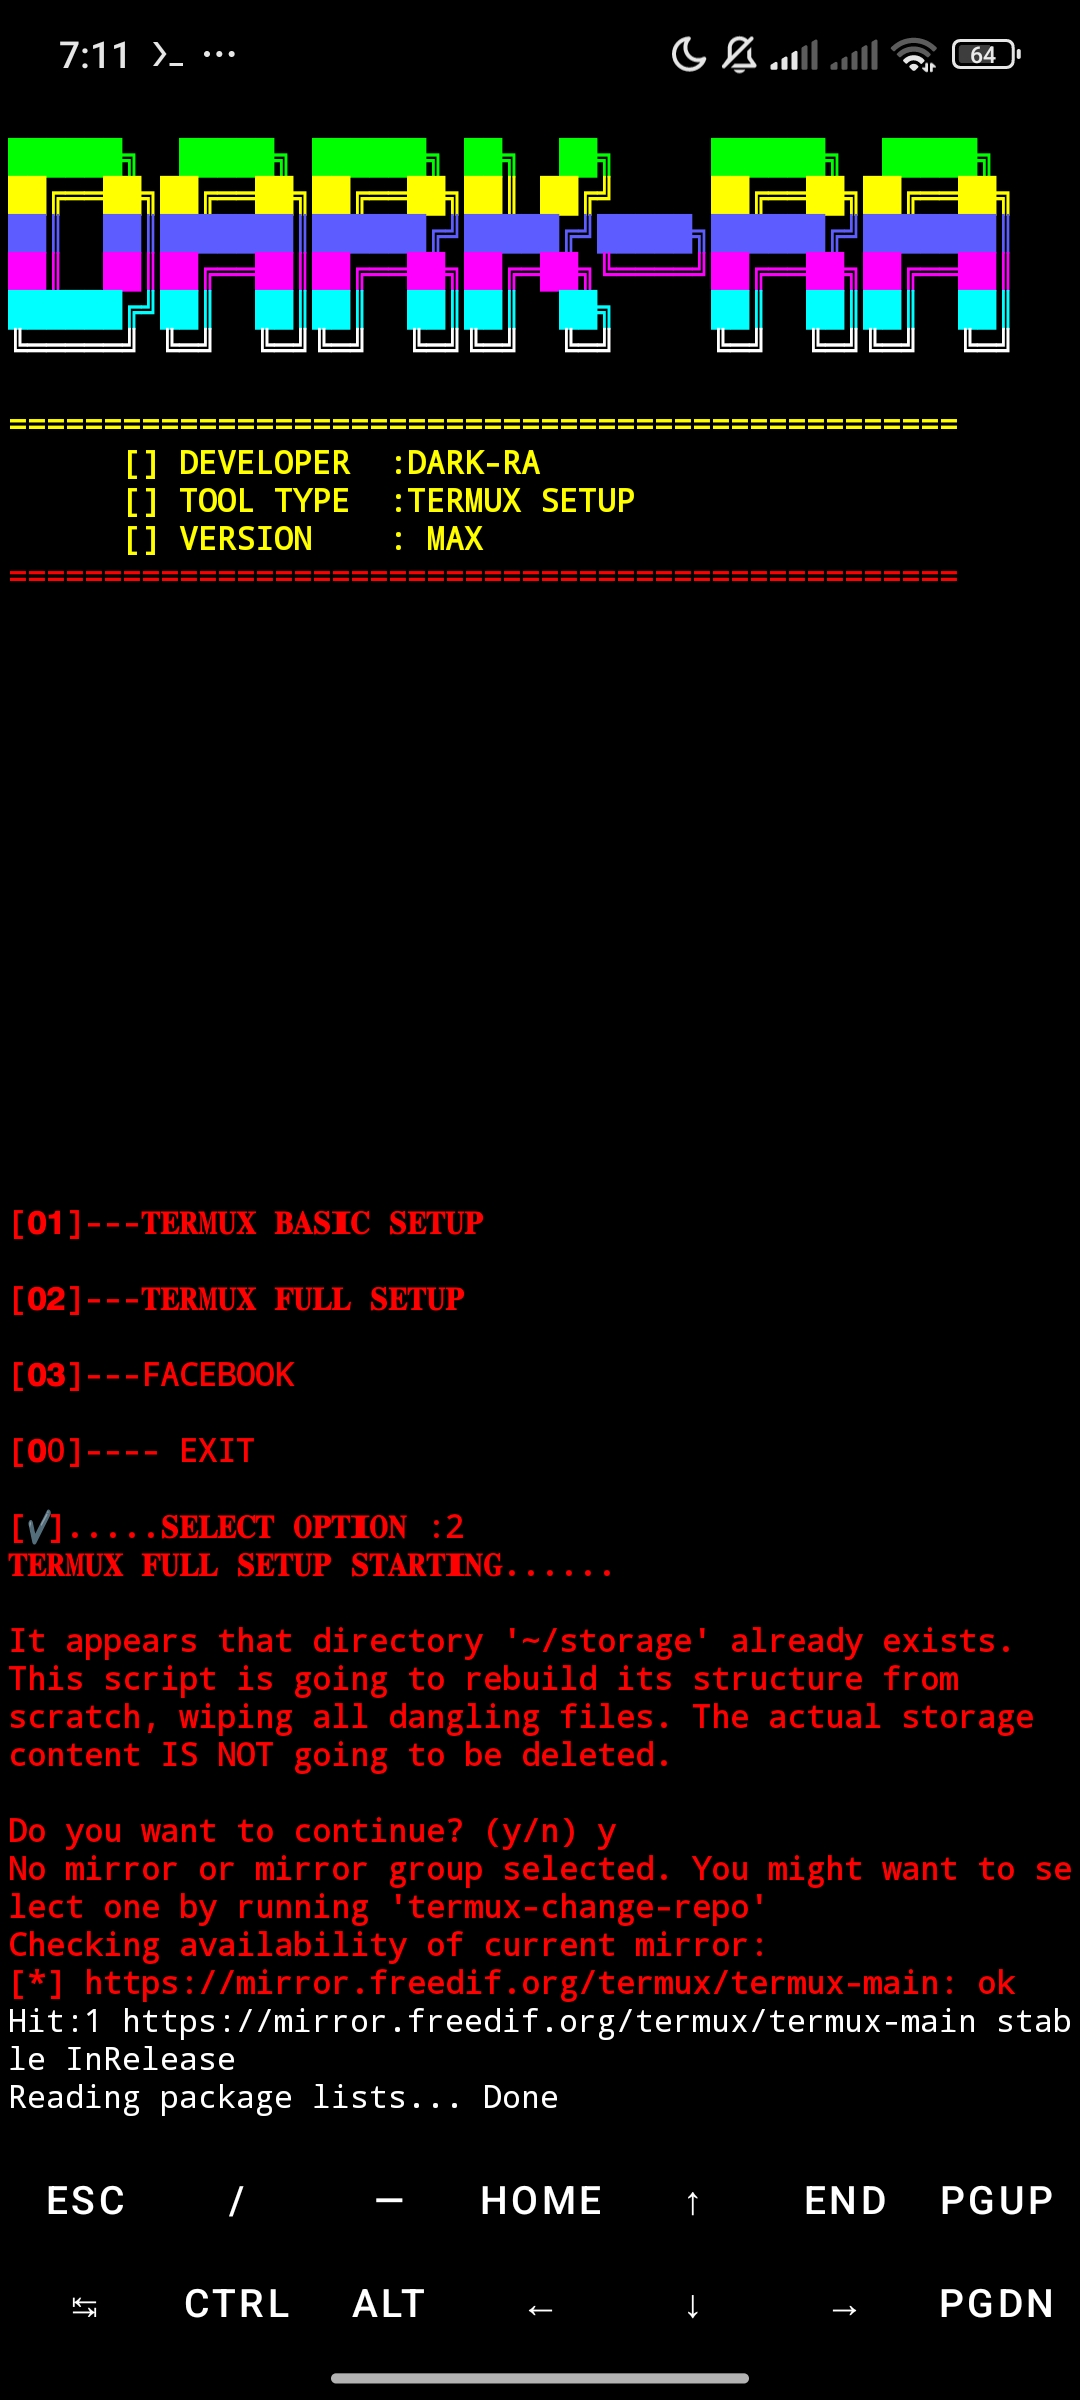 7:11 ›_ ··· 64
DARK-RA
==================================================
[] DEVELOPER  :DARK-RA
[] TOOL TYPE  :TERMUX SETUP
[] VERSION    : MAX
==================================================
[01]---TERMUX BASIC SETUP
[02]---TERMUX FULL SETUP
[03]---FACEBOOK
[00]---- EXIT
[✔].....SELECT OPTION :2
TERMUX FULL SETUP STARTING......
It appears that directory '~/storage' already exists.
This script is going to rebuild its structure from
scratch, wiping all dangling files. The actual storage
content IS NOT going to be deleted.
Do you want to continue? (y/n) y
No mirror or mirror group selected. You might want to se
lect one by running 'termux-change-repo'
Checking availability of current mirror:
[*] https://mirror.freedif.org/termux/termux-main: ok
Hit:1 https://mirror.freedif.org/termux/termux-main stab
le InRelease
Reading package lists... Done
ESC / — HOME ↑ END PGUP
↹ CTRL ALT ← ↓ → PGDN